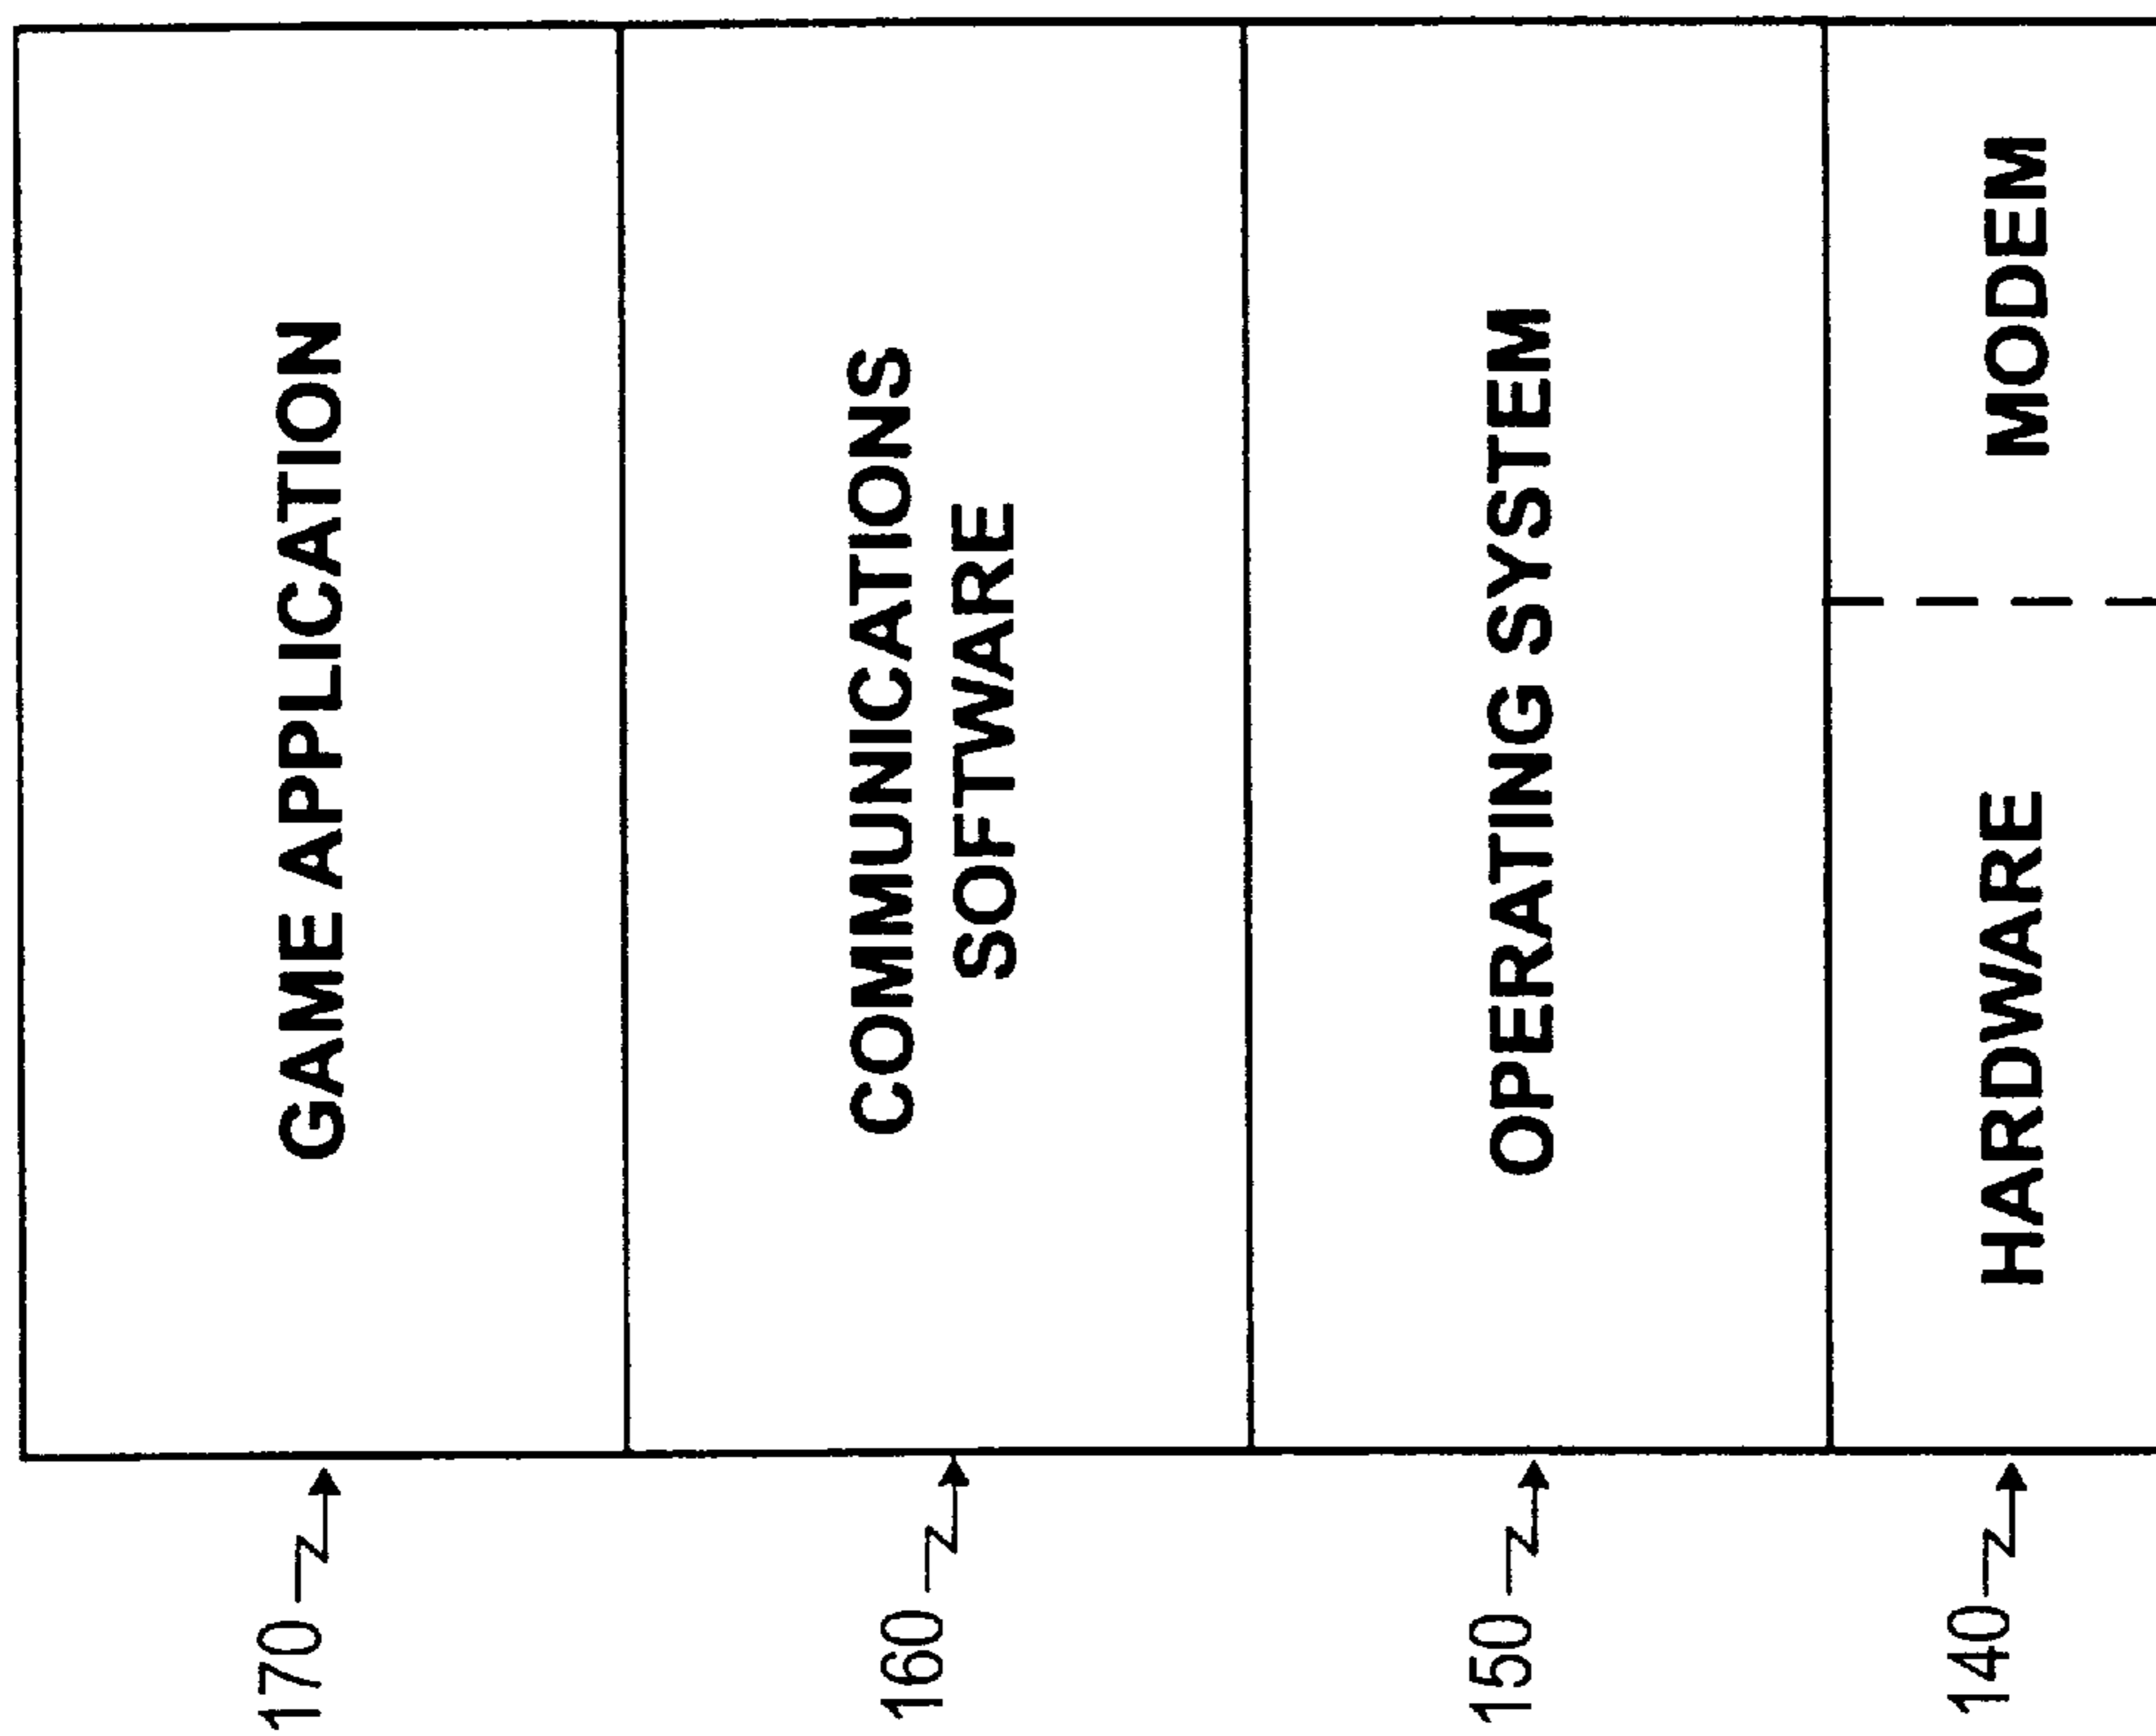 170
GAME APPLICATION
160
COMMUNICATIONS
SOFTWARE
150
OPERATING SYSTEM
140
HARDWARE
MODEM